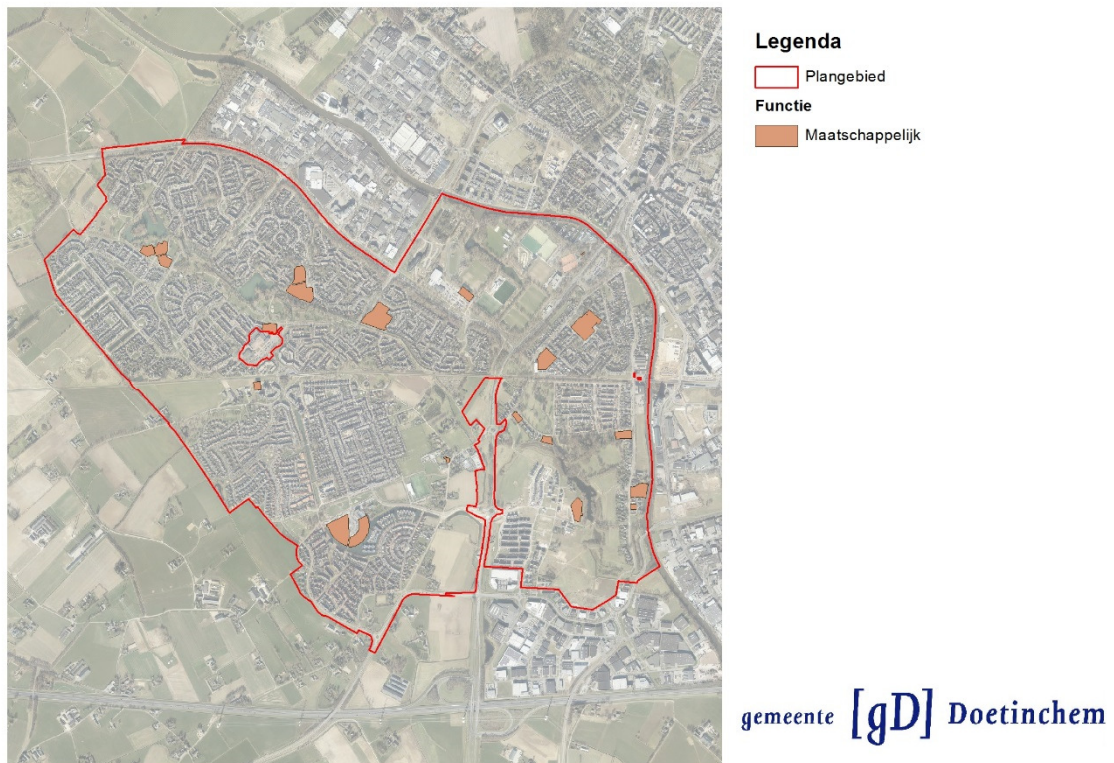 Legenda
Plangebied
Functie
Maatschappelijk
gemeente [gD] Doetinchem